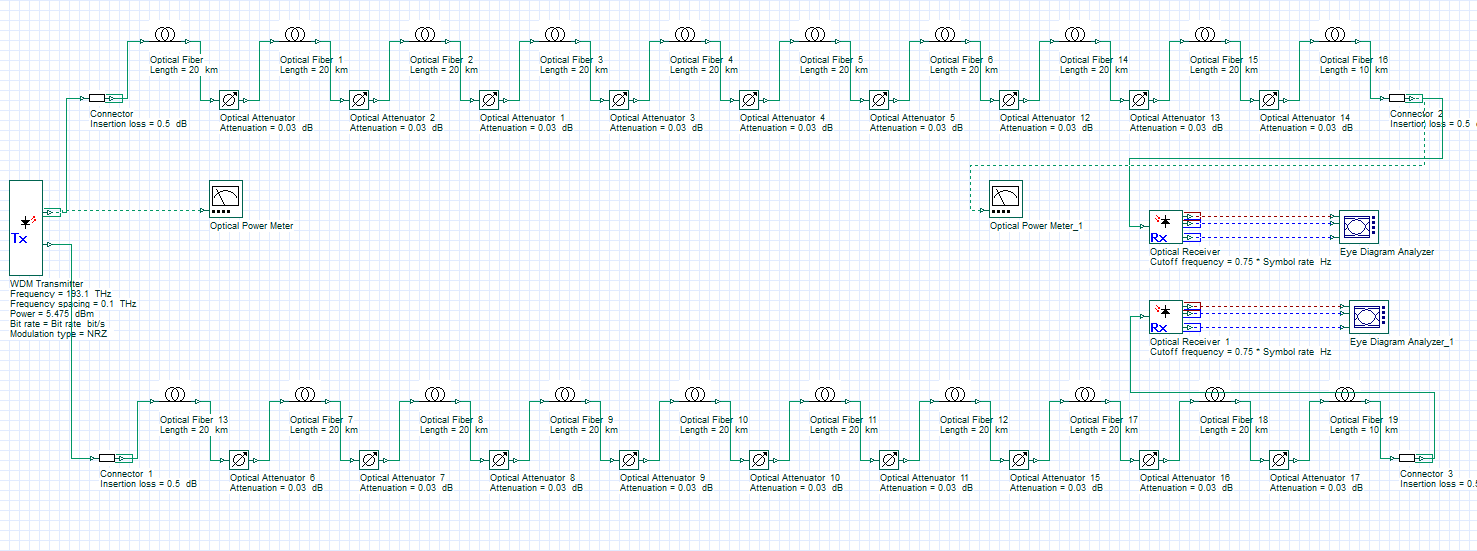 Optical Fiber
Length = 20 km
Optical Fiber 1
Length = 20 km
Optical Fiber 2
Length = 20 km
Optical Fiber 3
Length = 20 km
Optical Fiber 4
Length = 20 km
Optical Fiber 5
Length = 20 km
Optical Fiber 6
Length = 20 km
Optical Fiber 14
Length = 20 km
Optical Fiber 15
Length = 20 km
Optical Fiber 16
Length = 10 km
Connector
Insertion loss = 0.5 dB
Optical Attenuator
Attenuation = 0.03 dB
Optical Attenuator 2
Attenuation = 0.03 dB
Optical Attenuator 1
Attenuation = 0.03 dB
Optical Attenuator 3
Attenuation = 0.03 dB
Optical Attenuator 4
Attenuation = 0.03 dB
Optical Attenuator 5
Attenuation = 0.03 dB
Optical Attenuator 12
Attenuation = 0.03 dB
Optical Attenuator 13
Attenuation = 0.03 dB
Optical Attenuator 14
Attenuation = 0.03 dB
Connector 2
Insertion loss = 0.5
Tx
Optical Power Meter
Optical Power Meter_1
Rx
Optical Receiver
Cutoff frequency = 0.75 * Symbol rate Hz
Eye Diagram Analyzer
WDM Transmitter
Frequency = 193.1 THz
Frequency spacing = 0.1 THz
Power = 5.475 dBm
Bit rate = Bit rate bit/s
Modulation type = NRZ
Rx
Optical Receiver 1
Cutoff frequency = 0.75 * Symbol rate Hz
Eye Diagram Analyzer_1
Optical Fiber 13
Length = 20 km
Optical Fiber 7
Length = 20 km
Optical Fiber 8
Length = 20 km
Optical Fiber 9
Length = 20 km
Optical Fiber 10
Length = 20 km
Optical Fiber 11
Length = 20 km
Optical Fiber 12
Length = 20 km
Optical Fiber 17
Length = 20 km
Optical Fiber 18
Length = 20 km
Optical Fiber 19
Length = 10 km
Connector 1
Insertion loss = 0.5 dB
Optical Attenuator 6
Attenuation = 0.03 dB
Optical Attenuator 7
Attenuation = 0.03 dB
Optical Attenuator 8
Attenuation = 0.03 dB
Optical Attenuator 9
Attenuation = 0.03 dB
Optical Attenuator 10
Attenuation = 0.03 dB
Optical Attenuator 11
Attenuation = 0.03 dB
Optical Attenuator 15
Attenuation = 0.03 dB
Optical Attenuator 16
Attenuation = 0.03 dB
Optical Attenuator 17
Attenuation = 0.03 dB
Connector 3
Insertion loss = 0.5